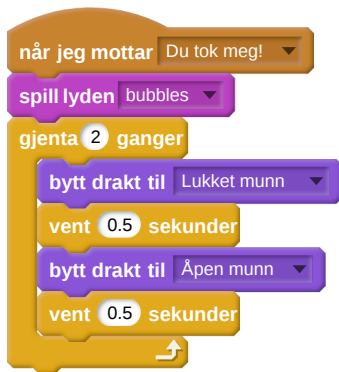 når jeg mottar Du tok meg!
spill lyden bubbles
gjenta 2 ganger
bytt drakt til Lukket munn
vent 0.5 sekunder
bytt drakt til Åpen munn
vent 0.5 sekunder